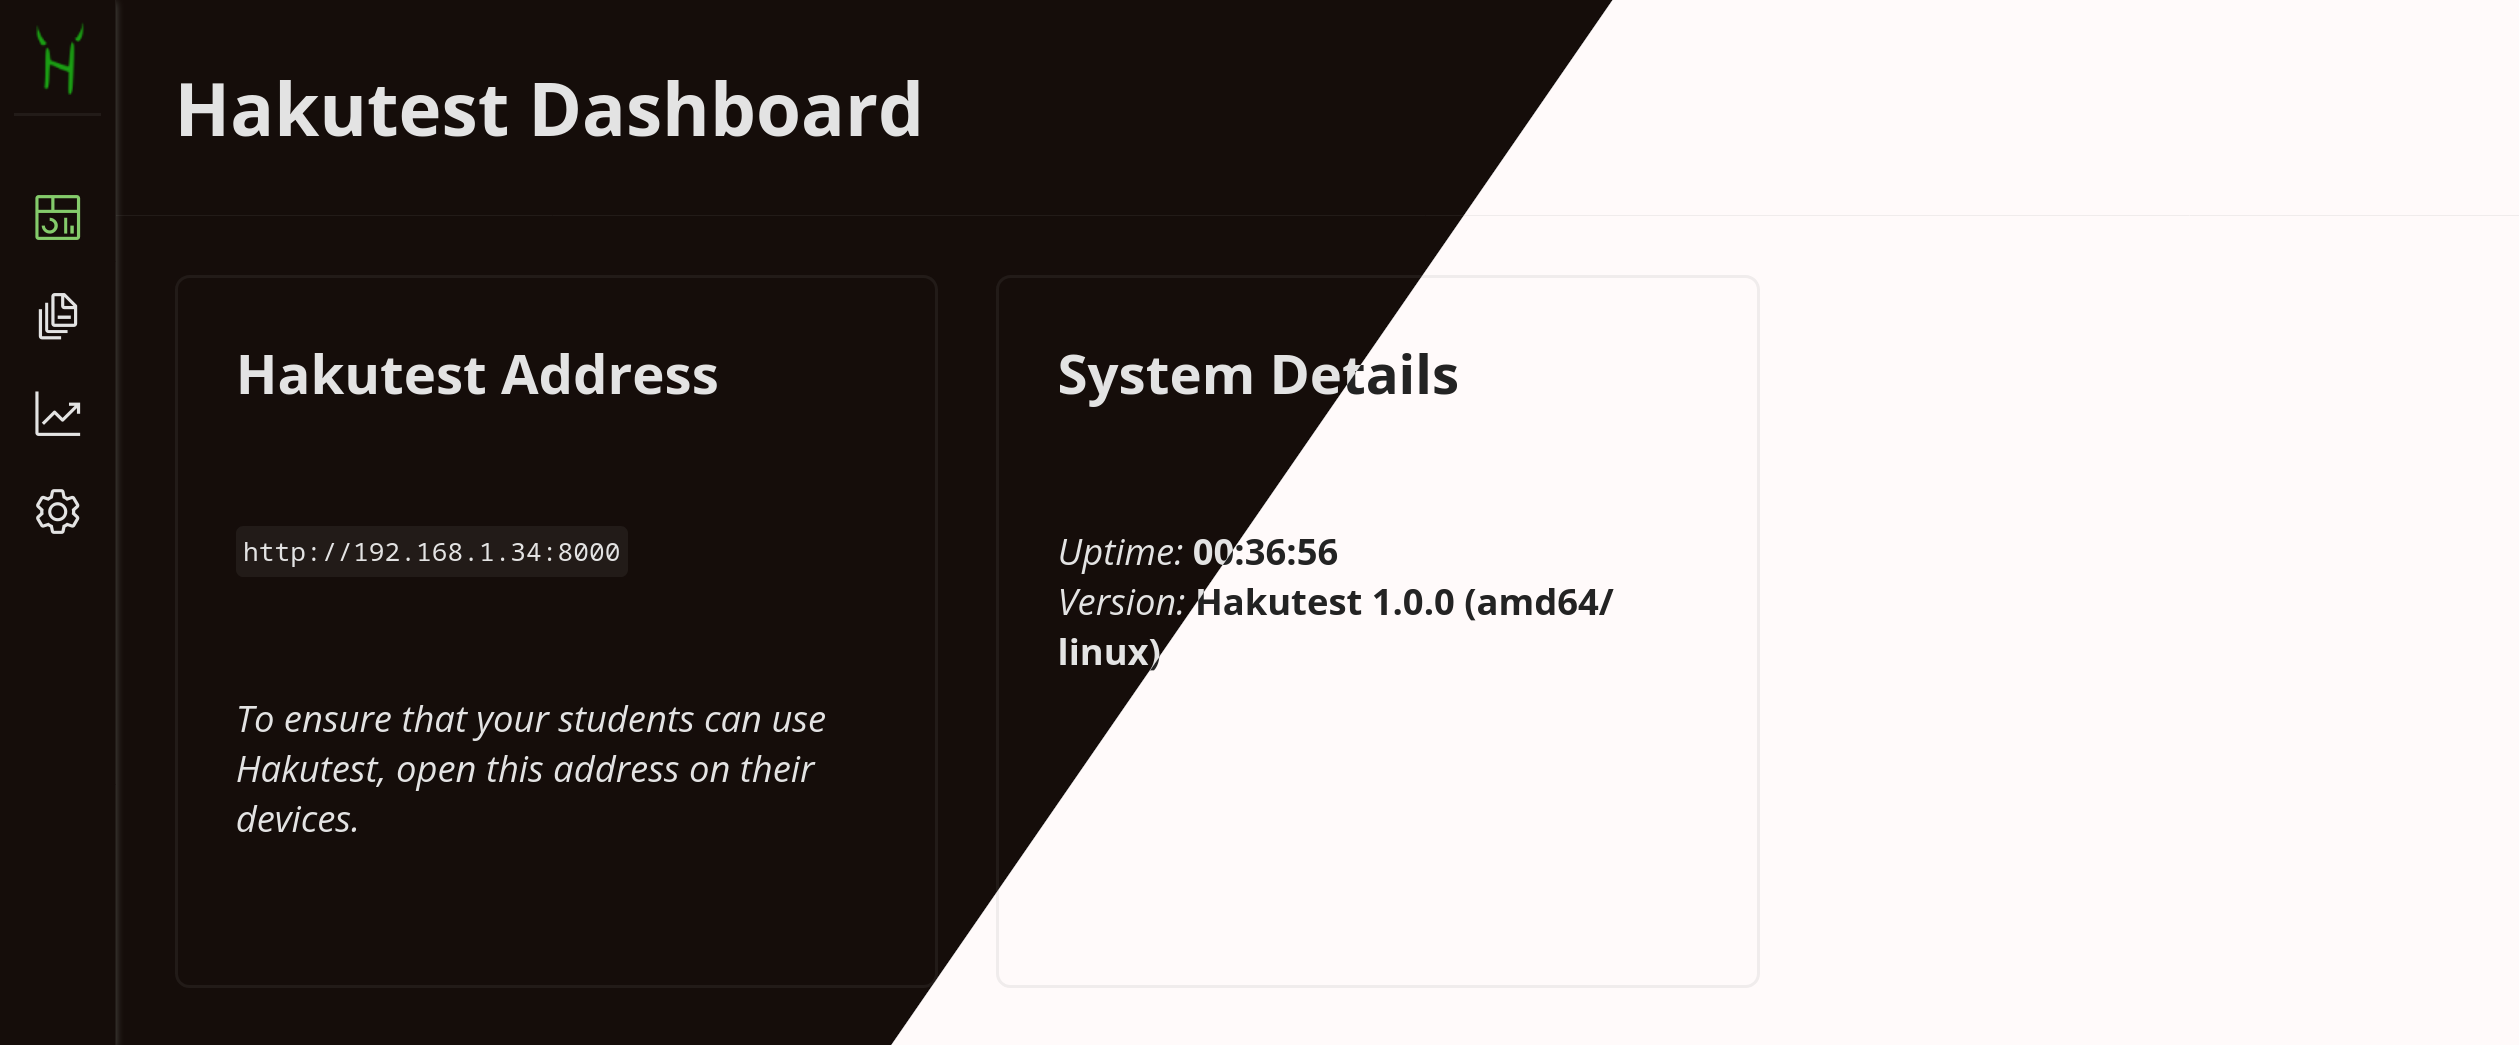 Hakutest Dashboard
Hakutest Address
http://192.168.1.34:8000
To ensure that your students can use
Hakutest, open this address on their
devices.
System Details
Uptime: 00:36:56
Version: Hakutest 1.0.0 (amd64/
linux)